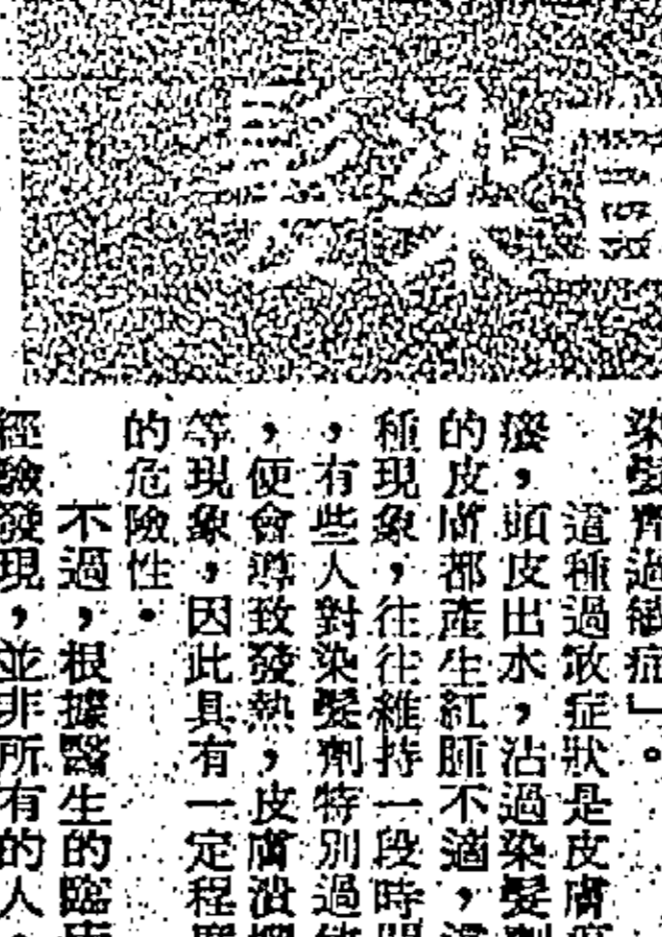 染髮
染髮劑過敏症」。
這種過敏症狀是皮膚
癢,頭皮出水,沾過染髮劑
的皮膚都產生紅腫不適,
種現象,往往維持一段時間
,有些人對染髮劑特別過敏
,便會導致發熱,皮膚潰爛
等現象,因此具有一定程度
的危險性.
不過,根據醫生的臨床
經驗發現,並非所有的人,